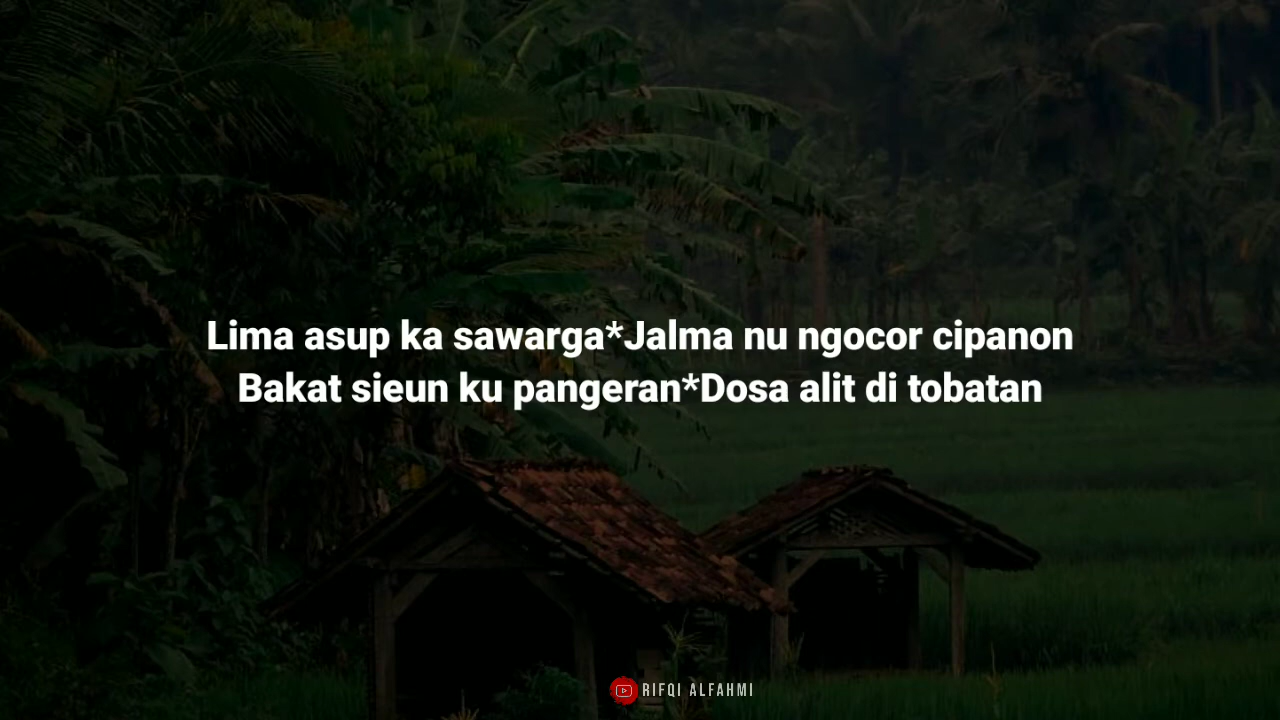 Lima asup ka sawarga*Jalma nu ngocor cipanon
Bakat sieun ku pangeran*Dosa alit di tobatan
RIFQI ALFAHMI